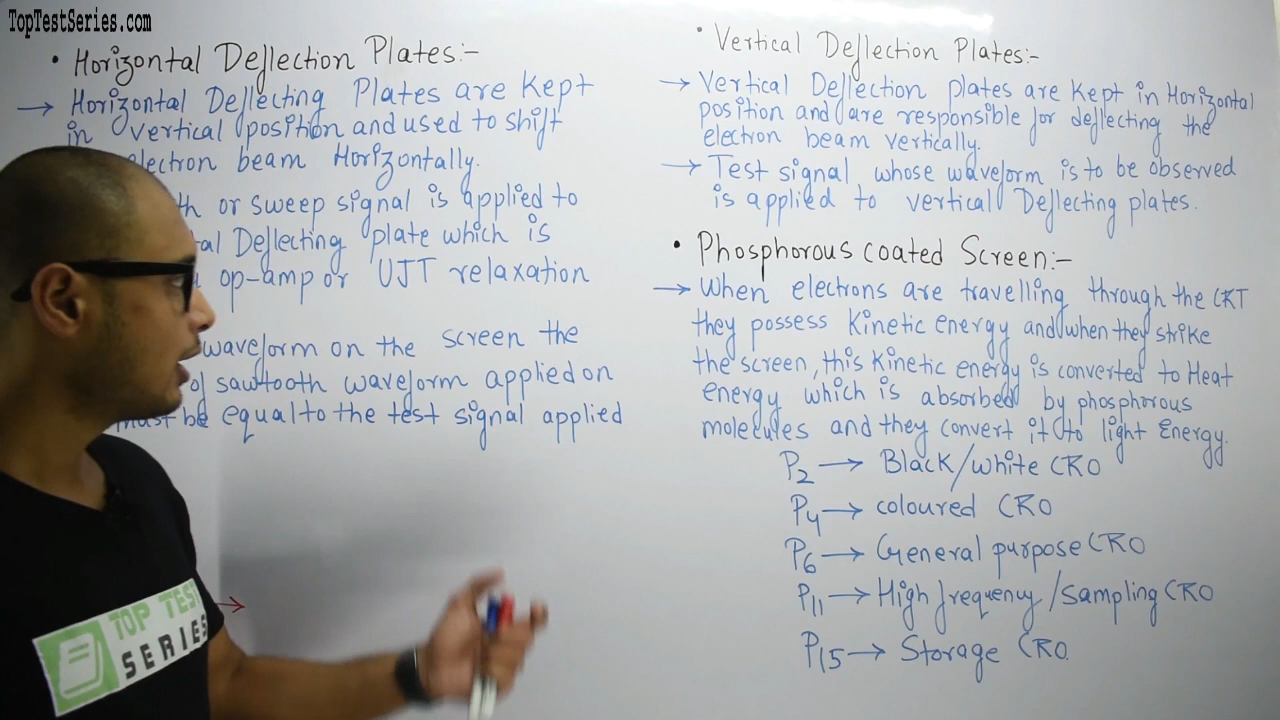 TopTestSeries.com
• Horizontal Deflection Plates:-
→ Horizontal Deflecting Plates are Kept
in vertical position and used to shift
electron beam Horizontally.
or sweep signal is applied to
Deflecting plate which is
op-amp or UJT relaxation
waveform on the screen the
of sawtooth waveform applied on
must be equal to the test signal applied
• Vertical Deflection Plates:-
→ Vertical Deflection plates are Kept in Horizontal
position and are responsible for deflecting the
electron beam vertically.
→ Test signal whose waveform is to be observed
is applied to vertical Deflecting plates.
• Phosphorous coated Screen:-
→ When electrons are travelling through the CRT
they possess Kinetic energy and when they strike
the screen, this Kinetic energy is converted to Heat
energy which is absorbed by phosphorous
molecules and they convert it to light Energy.
P2 → Black/white CRO
P4 → coloured CRO
P6 → General purpose CRO
P11 → High frequency/Sampling CRO
P15 → Storage CRO.
TOP TEST
SERIES